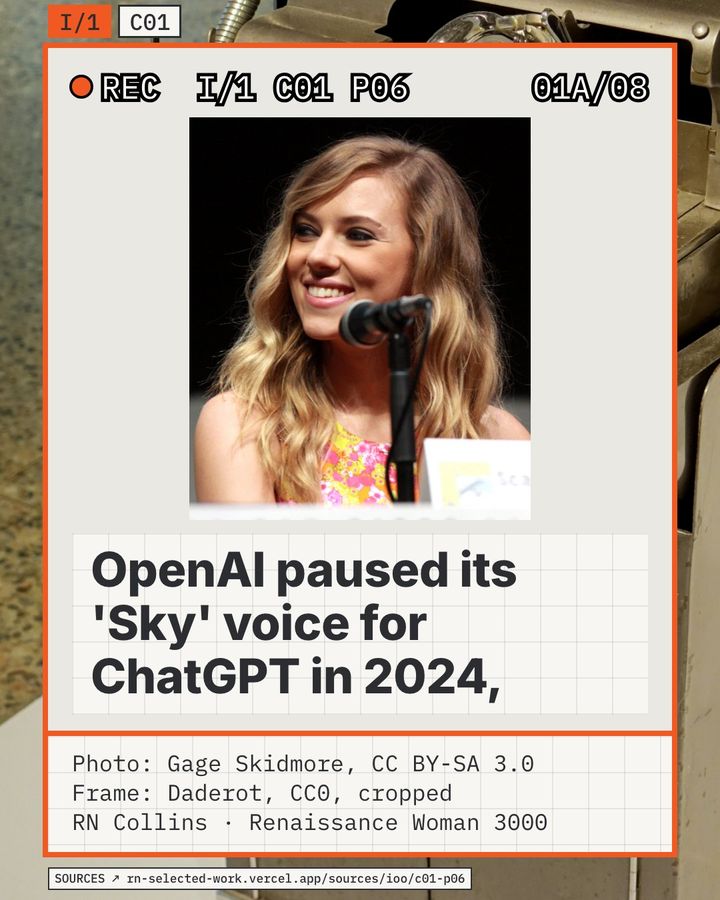 I/1 C01
REC I/1 C01 P06 01A/08
OpenAI paused its
'Sky' voice for
ChatGPT in 2024,
Photo: Gage Skidmore, CC BY-SA 3.0
Frame: Daderot, CC0, cropped
RN Collins · Renaissance Woman 3000
SOURCES ↗ rn-selected-work.vercel.app/sources/ioo/c01-p06